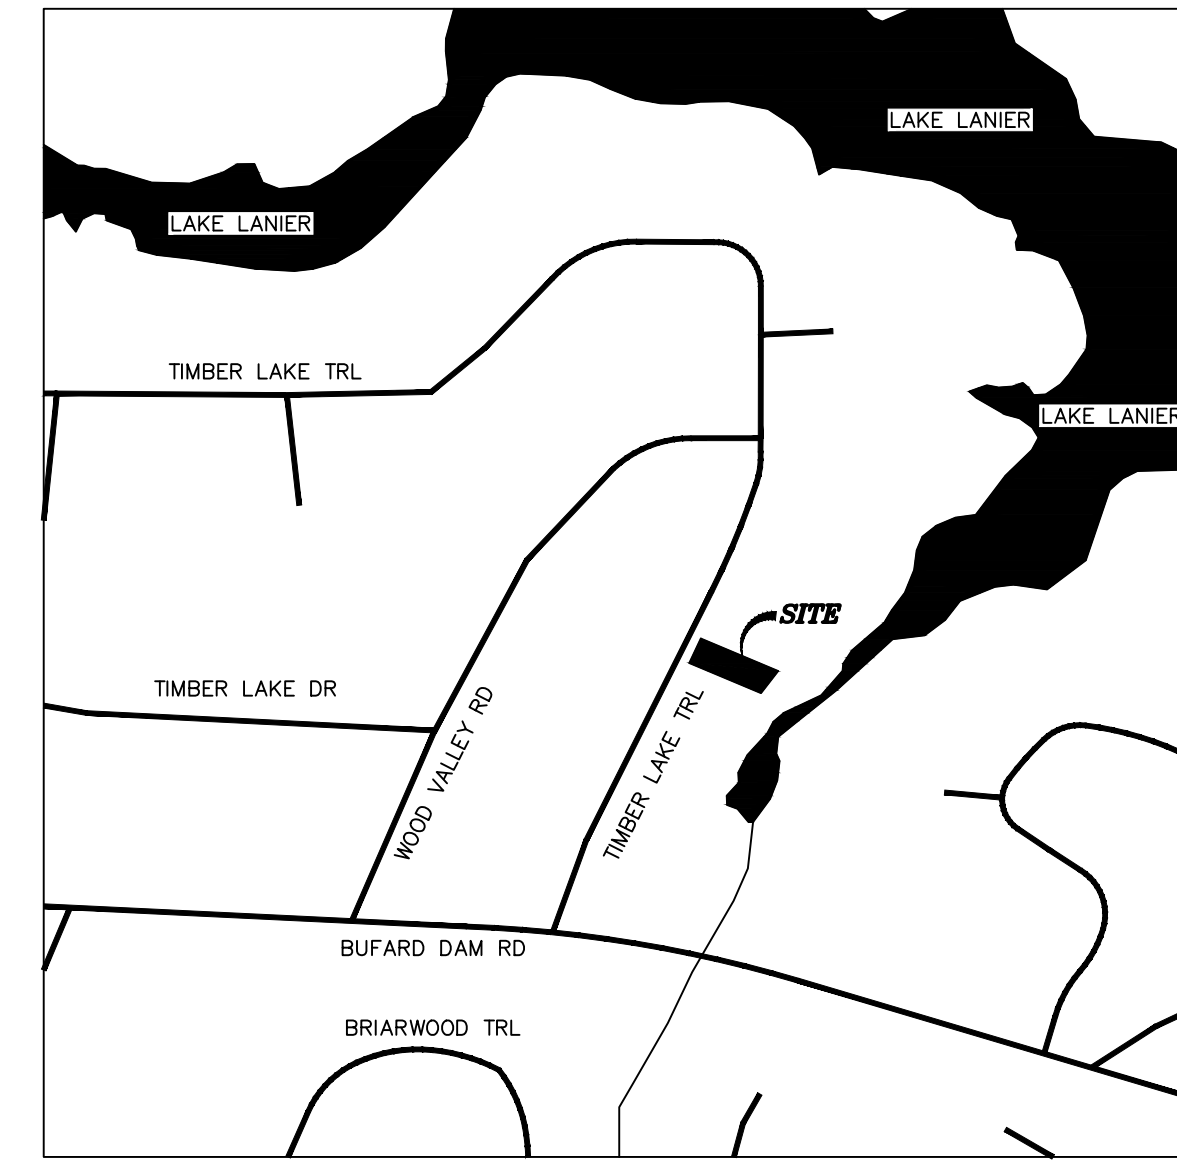 LAKE LANIER
LAKE LANIER
TIMBER LAKE TRL
LAKE LANIER
SITE
TIMBER LAKE DR
WOOD VALLEY RD
TIMBER LAKE TRL
BUFARD DAM RD
BRIARWOOD TRL